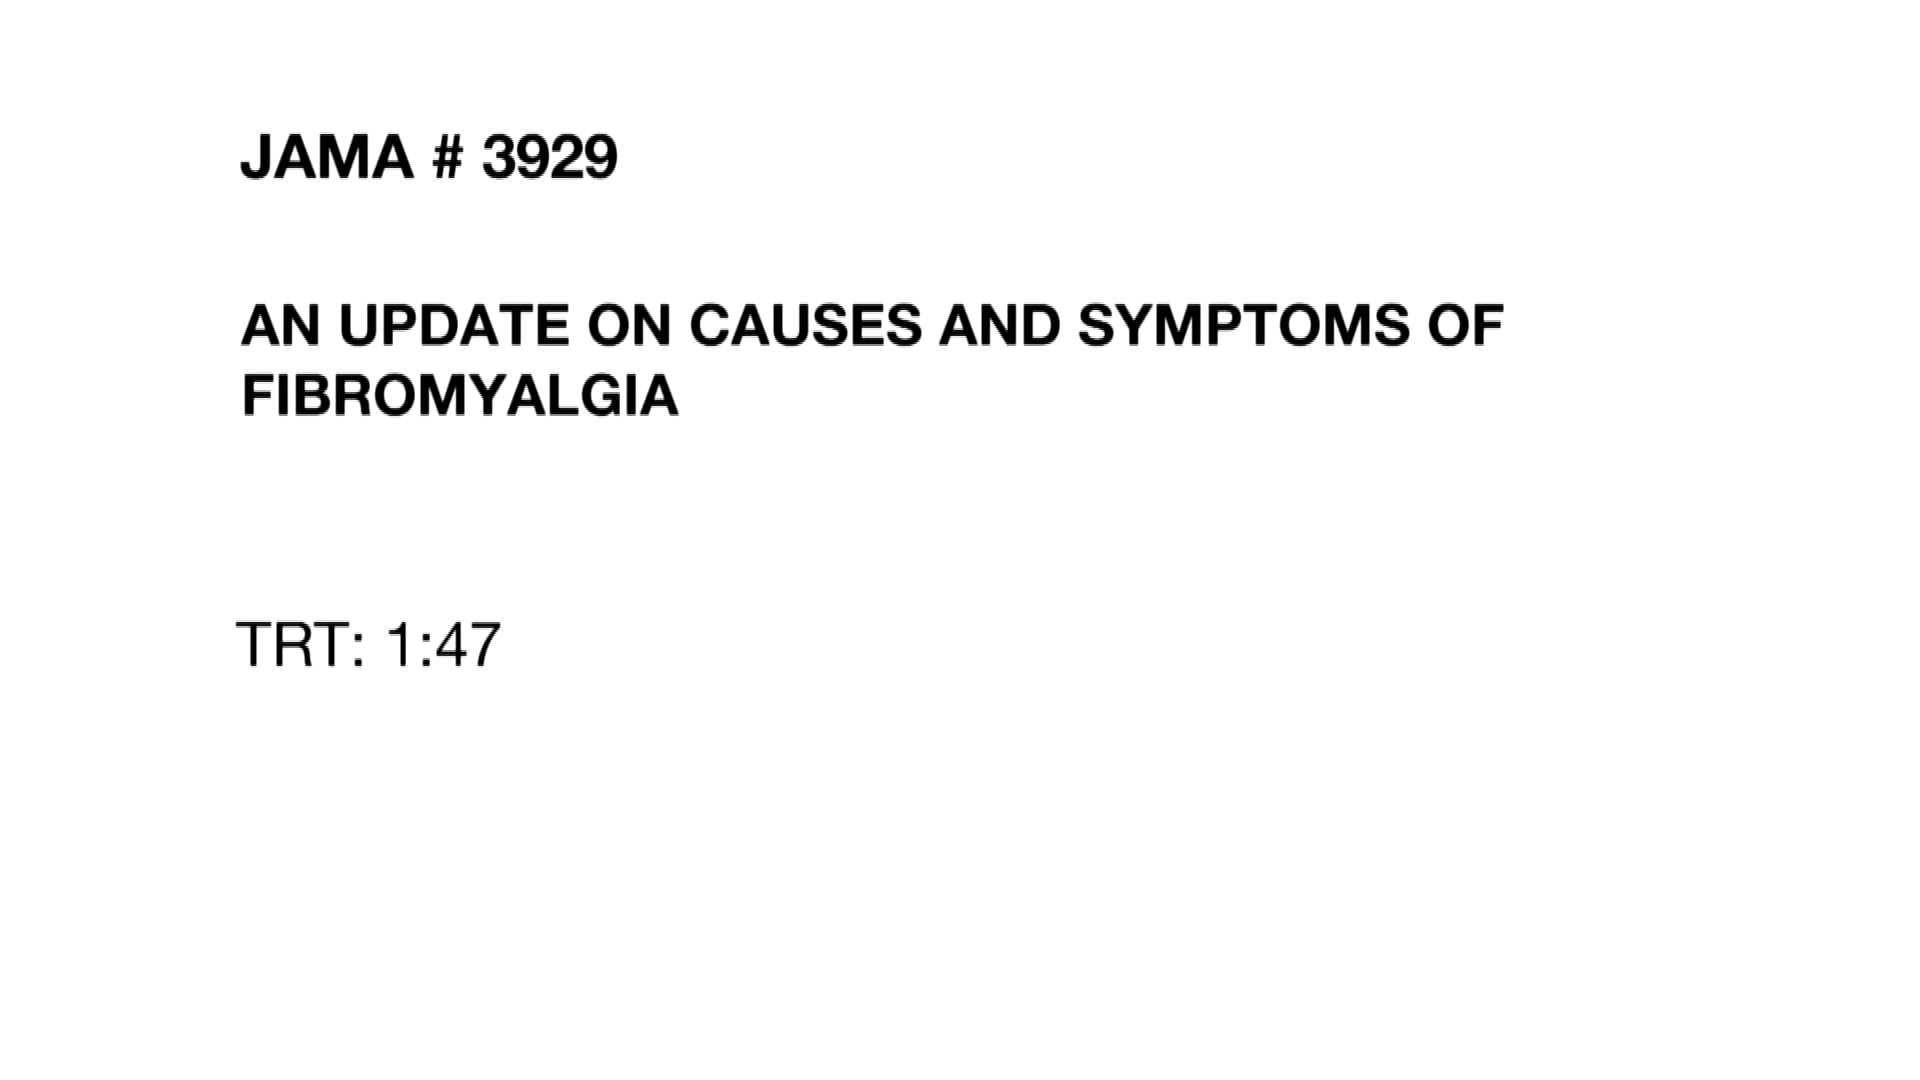 JAMA # 3929
AN UPDATE ON CAUSES AND SYMPTOMS OF
FIBROMYALGIA
TRT: 1:47